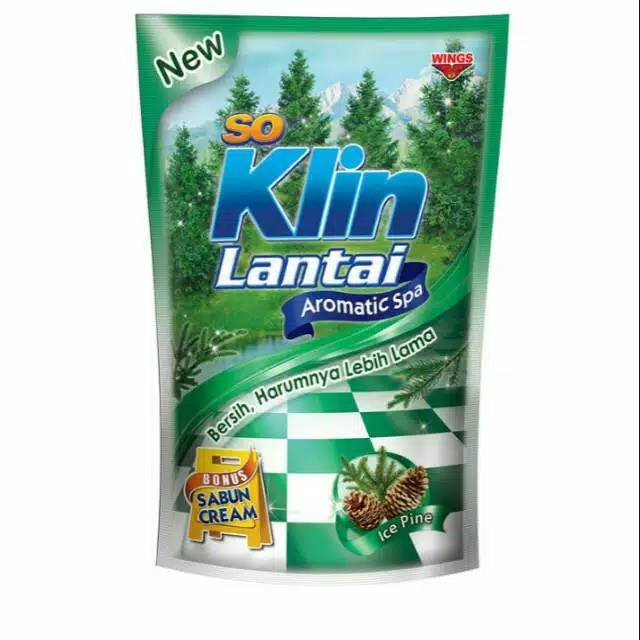 New
WINGS
SO
Klin
Lantai
Aromatic Spa
Bersih, Harumnya Lebih Lama
BONUS
SABUN
CREAM
Ice Pine